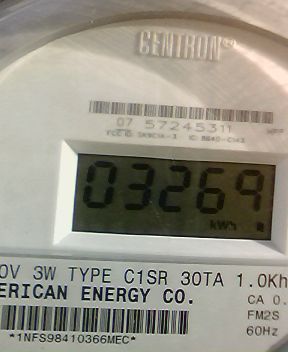 CENTRON®
07 57245311
03269
kWh
0V 3W TYPE C1SR 30TA 1.0Kh
ERICAN ENERGY CO.
CA 0.
FM2S
*1NFS98410366MEC*
60Hz